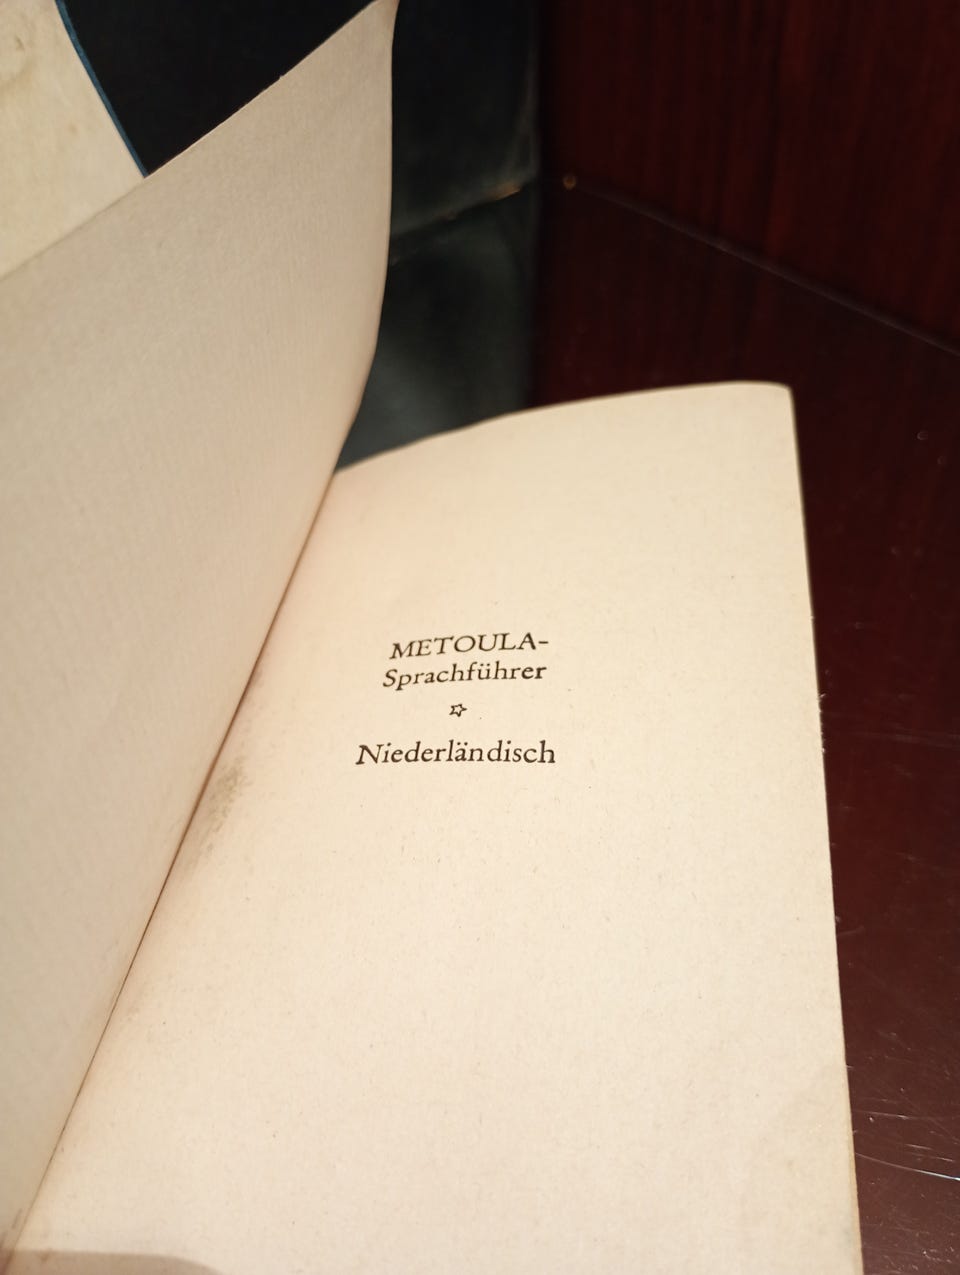 METOULA-
Sprachführer
Niederländisch